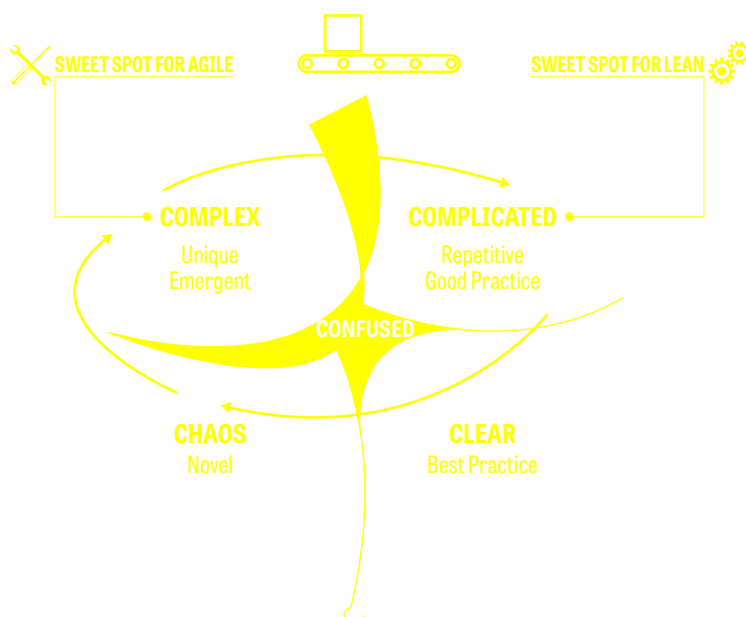 SWEET SPOT FOR AGILE
SWEET SPOT FOR LEAN
COMPLEX
Unique
Emergent
COMPLICATED
Repetitive
Good Practice
CONFUSED
CHAOS
Novel
CLEAR
Best Practice